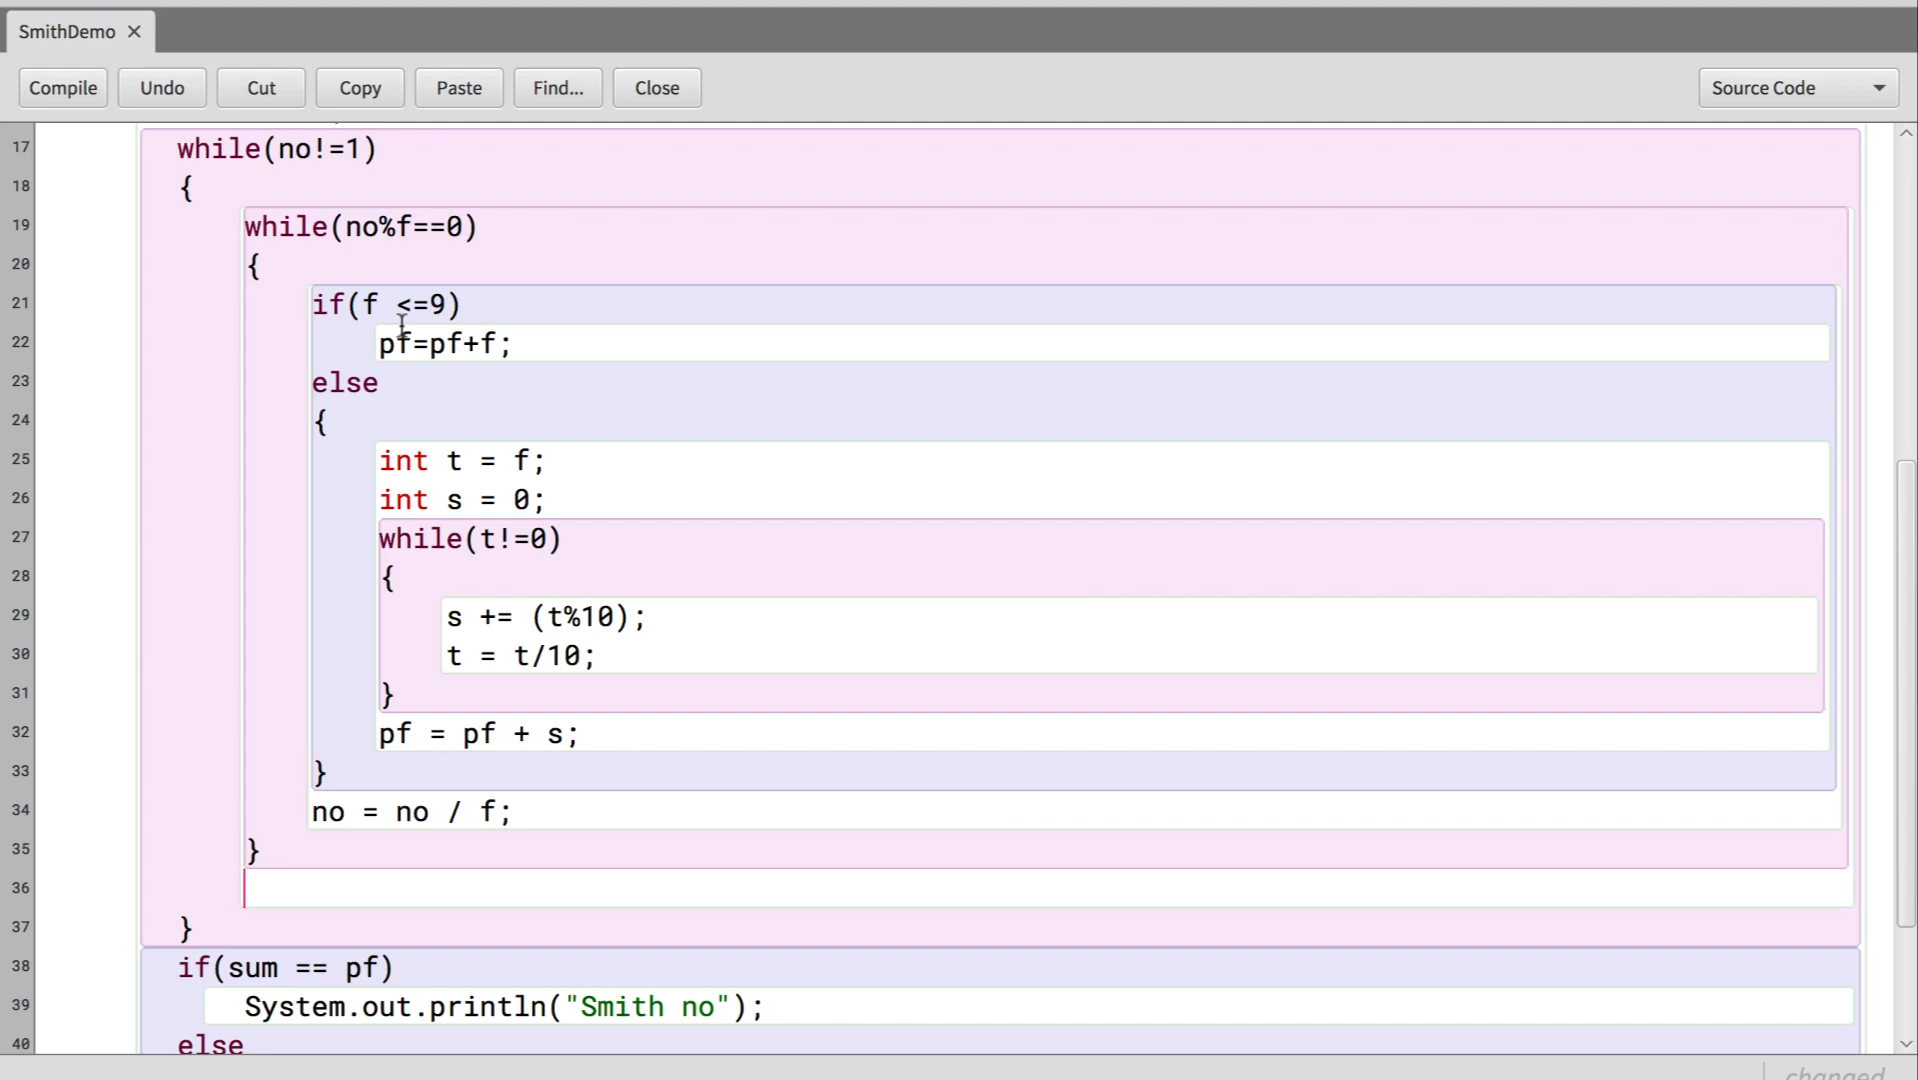 SmithDemo ×
Compile Undo Cut Copy Paste Find... Close Source Code
17 while(no!=1)
18 {
19 while(no%f==0)
20 {
21 if(f <=9)
22 pf=pf+f;
23 else
24 {
25 int t = f;
26 int s = 0;
27 while(t!=0)
28 {
29 s += (t%10);
30 t = t/10;
31 }
32 pf = pf + s;
33 }
34 no = no / f;
35 }
36
37 }
38 if(sum == pf)
39 System.out.println("Smith no");
40 else
changed